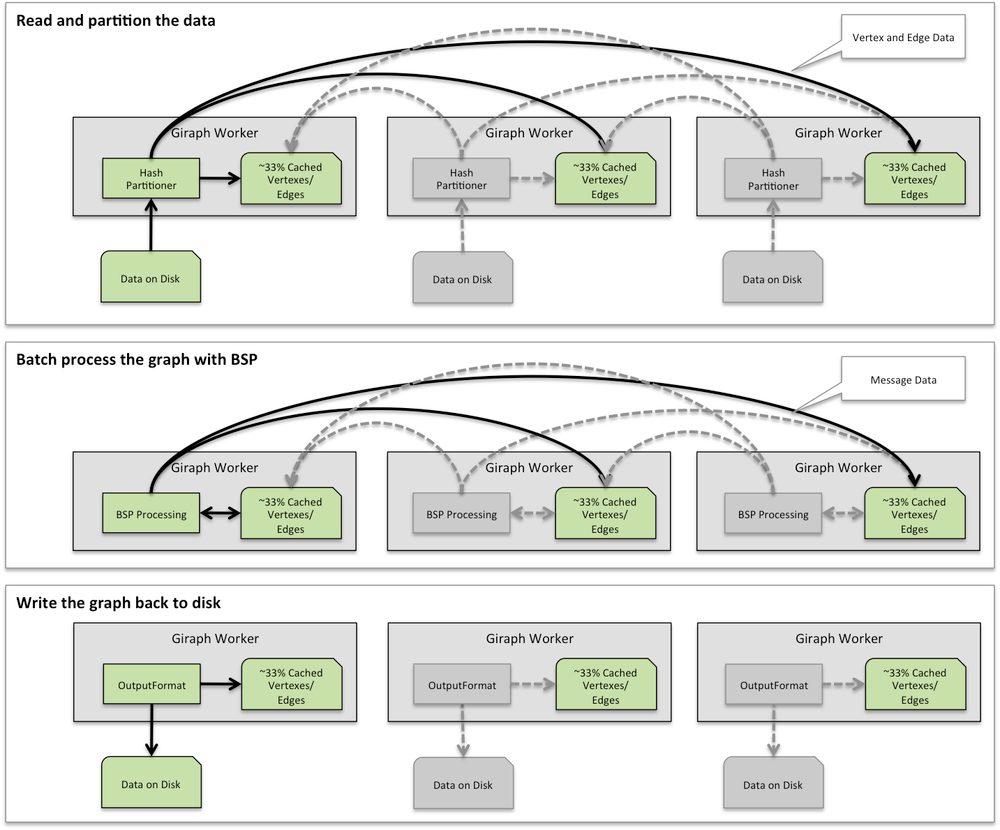 Read and partition the data
Vertex and Edge Data
Giraph Worker
Giraph Worker
Giraph Worker
Hash
Partitioner
~33% Cached
Vertexes/
Edges
Hash
Partitioner
~33% Cached
Vertexes/
Edges
Hash
Partitioner
~33% Cached
Vertexes/
Edges
Data on Disk
Data on Disk
Data on Disk
Batch process the graph with BSP
Message Data
Giraph Worker
Giraph Worker
Giraph Worker
BSP Processing
~33% Cached
Vertexes/
Edges
BSP Processing
~33% Cached
Vertexes/
Edges
BSP Processing
~33% Cached
Vertexes/
Edges
Write the graph back to disk
Giraph Worker
Giraph Worker
Giraph Worker
OutputFormat
~33% Cached
Vertexes/
Edges
OutputFormat
~33% Cached
Vertexes/
Edges
OutputFormat
~33% Cached
Vertexes/
Edges
Data on Disk
Data on Disk
Data on Disk